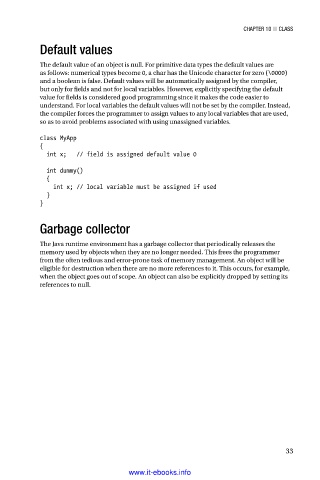 CHAPTER 10 ■ CLASS
Default values
The default value of an object is null. For primitive data types the default values are
as follows: numerical types become 0, a char has the Unicode character for zero (\0000)
and a boolean is false. Default values will be automatically assigned by the compiler,
but only for fields and not for local variables. However, explicitly specifying the default
value for fields is considered good programming since it makes the code easier to
understand. For local variables the default values will not be set by the compiler. Instead,
the compiler forces the programmer to assign values to any local variables that are used,
so as to avoid problems associated with using unassigned variables.
class MyApp
{
int x; // field is assigned default value 0
int dummy()
{
int x; // local variable must be assigned if used
}
}
Garbage collector
The Java runtime environment has a garbage collector that periodically releases the
memory used by objects when they are no longer needed. This frees the programmer
from the often tedious and error-prone task of memory management. An object will be
eligible for destruction when there are no more references to it. This occurs, for example,
when the object goes out of scope. An object can also be explicitly dropped by setting its
references to null.
33
www.it-ebooks.info